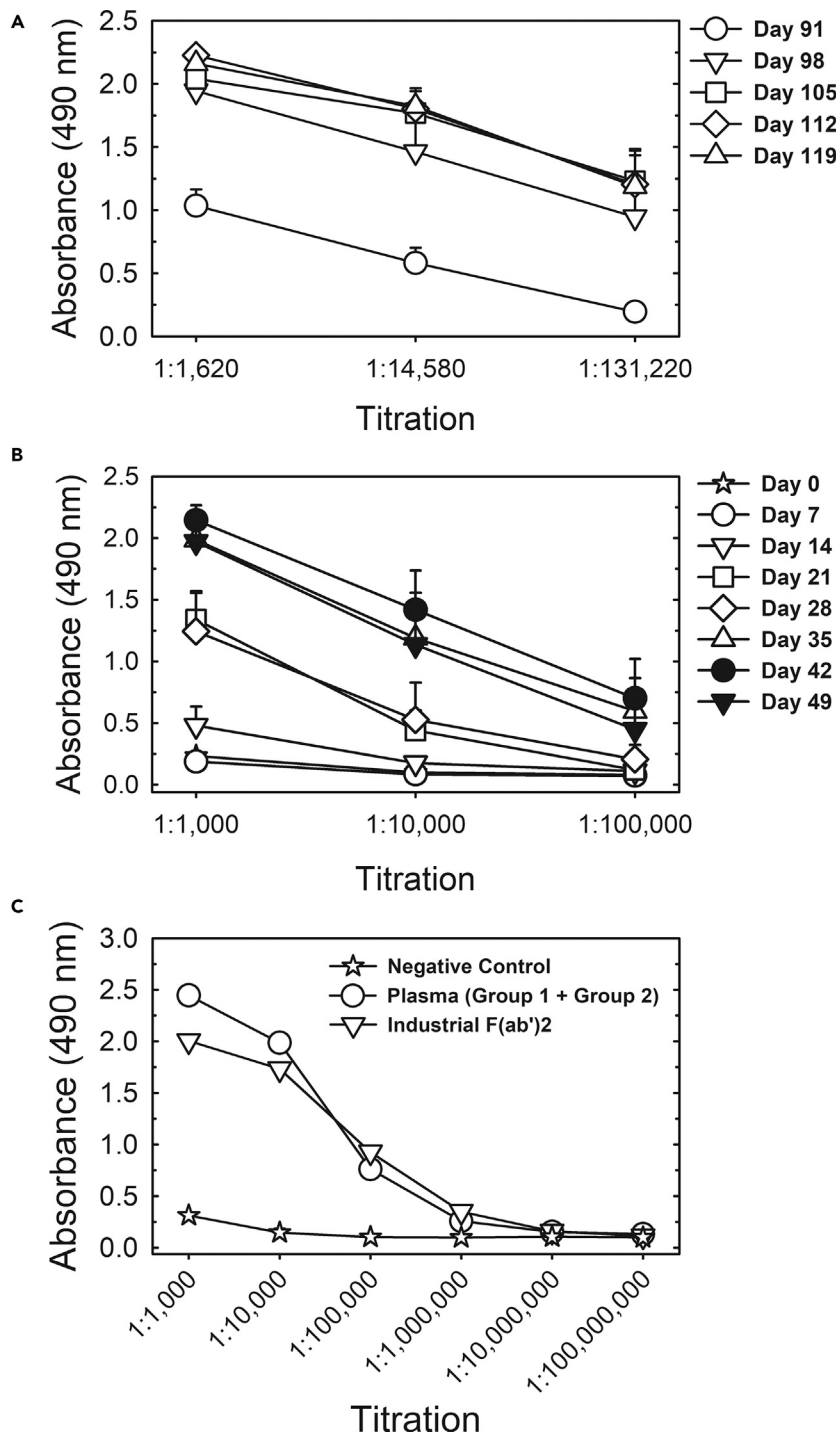 A
Absorbance (490 nm)
2.5
2.0
1.5
1.0
0.5
0.0
1:1,620 1:14,580 1:131,220
Titration
Day 91
Day 98
Day 105
Day 112
Day 119
B
Absorbance (490 nm)
2.5
2.0
1.5
1.0
0.5
0.0
1:1,000 1:10,000 1:100,000
Titration
Day 0
Day 7
Day 14
Day 21
Day 28
Day 35
Day 42
Day 49
C
Absorbance (490 nm)
3.0
2.5
2.0
1.5
1.0
0.5
0.0
Negative Control
Plasma (Group 1 + Group 2)
Industrial F(ab')2
1:1,000
1:10,000
1:100,000
1:1,000,000
1:10,000,000
1:100,000,000
Titration